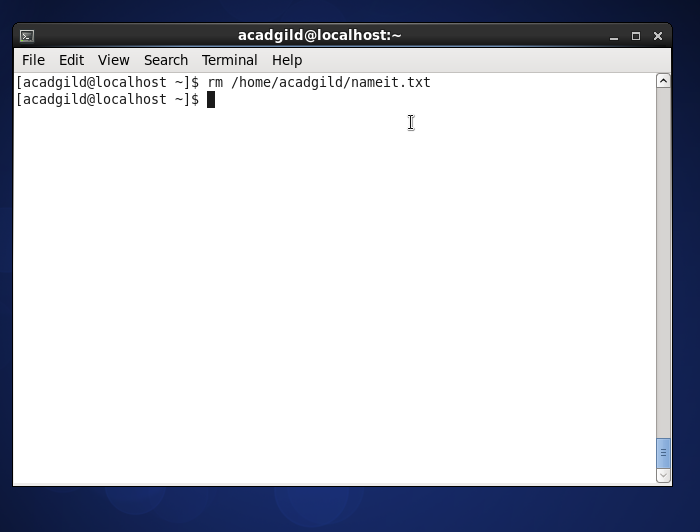 acadgild@localhost:~
File Edit View Search Terminal Help
[acadgild@localhost ~]$ rm /home/acadgild/nameit.txt
[acadgild@localhost ~]$